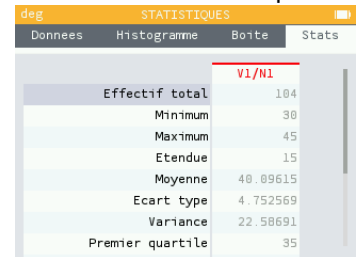 deg STATISTIQUES
Donnees Histogramme Boite Stats
V1/N1
Effectif total 104
Minimum 30
Maximum 45
Etendue 15
Moyenne 40.09615
Ecart type 4.752569
Variance 22.58691
Premier quartile 35